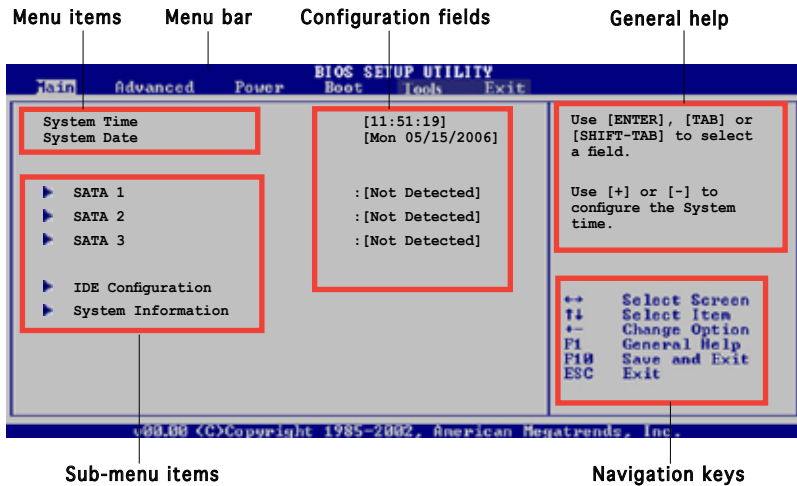 Menu items Menu bar Configuration fields General help
BIOS SETUP UTILITY
Main Advanced Power Boot Tools Exit
System Time [11:51:19]
System Date [Mon 05/15/2006]
SATA 1 :[Not Detected]
SATA 2 :[Not Detected]
SATA 3 :[Not Detected]
IDE Configuration
System Information
Use [ENTER], [TAB] or
[SHIFT-TAB] to select
a field.
Use [+] or [-] to
configure the System
time.
←→ Select Screen
↑↓ Select Item
+- Change Option
F1 General Help
F10 Save and Exit
ESC Exit
v00.00 (C)Copyright 1985-2002, American Megatrends, Inc.
Sub-menu items Navigation keys